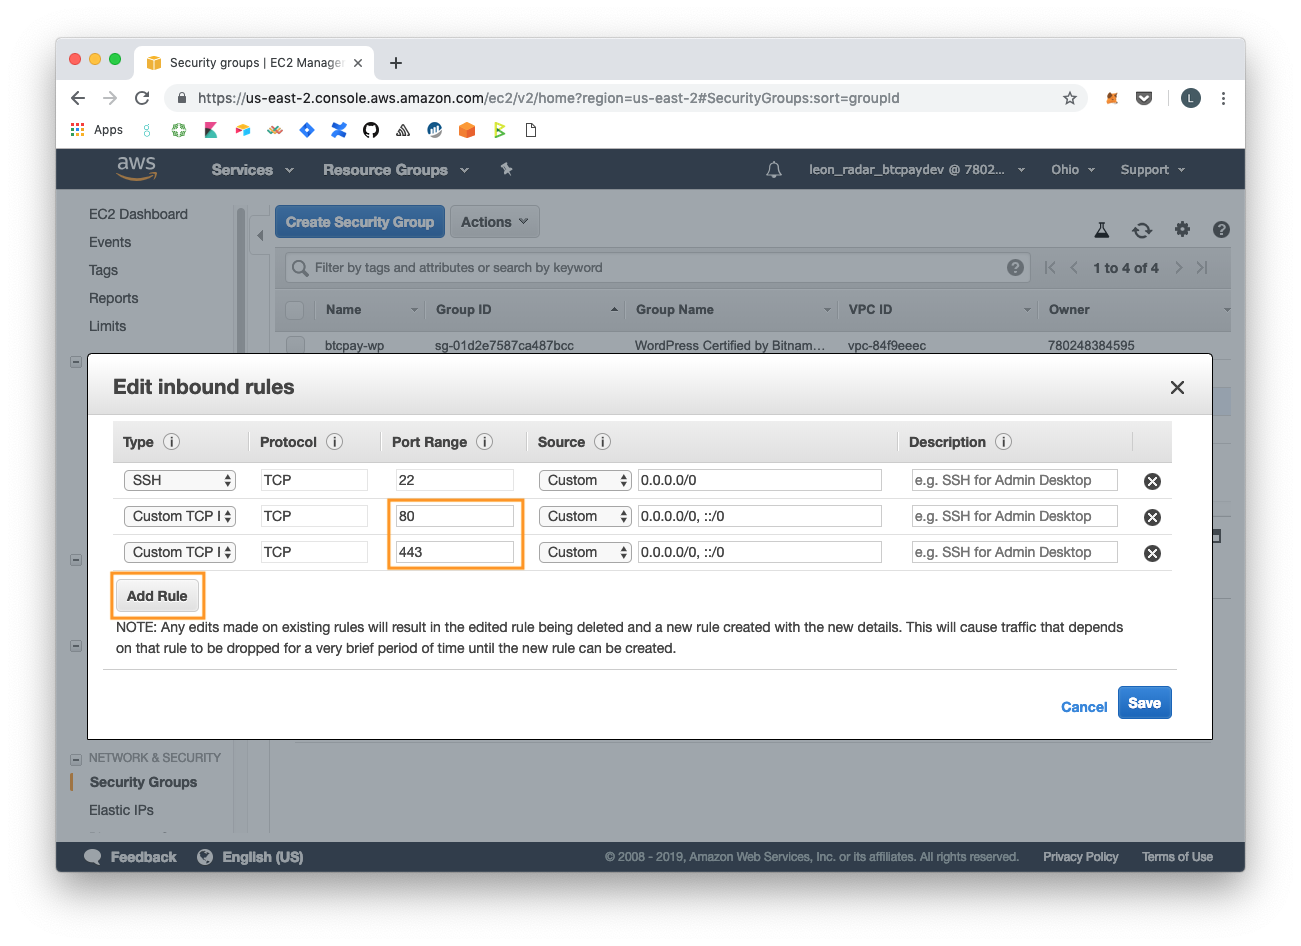 Security groups | EC2 Manage
https://us-east-2.console.aws.amazon.com/ec2/v2/home?region=us-east-2#SecurityGroups:sort=groupId
L
Apps
aws
Services
Resource Groups
leon_radar_btcpaydev @ 7802...
Ohio
Support
EC2 Dashboard
Events
Tags
Reports
Limits
Create Security Group
Actions
Filter by tags and attributes or search by keyword
1 to 4 of 4
Name Group ID Group Name VPC ID Owner
btcpay-wp sg-01d2e7587ca487bcc WordPress Certified by Bitnam... vpc-84f9eeec 780248384595
Edit inbound rules
Type Protocol Port Range Source Description
SSH TCP 22 Custom 0.0.0.0/0 e.g. SSH for Admin Desktop
Custom TCP TCP 80 Custom 0.0.0.0/0, ::/0 e.g. SSH for Admin Desktop
Custom TCP TCP 443 Custom 0.0.0.0/0, ::/0 e.g. SSH for Admin Desktop
Add Rule
NOTE: Any edits made on existing rules will result in the edited rule being deleted and a new rule created with the new details. This will cause traffic that depends
on that rule to be dropped for a very brief period of time until the new rule can be created.
Cancel
Save
NETWORK & SECURITY
Security Groups
Elastic IPs
Feedback
English (US)
© 2008 - 2019, Amazon Web Services, Inc. or its affiliates. All rights reserved.
Privacy Policy
Terms of Use